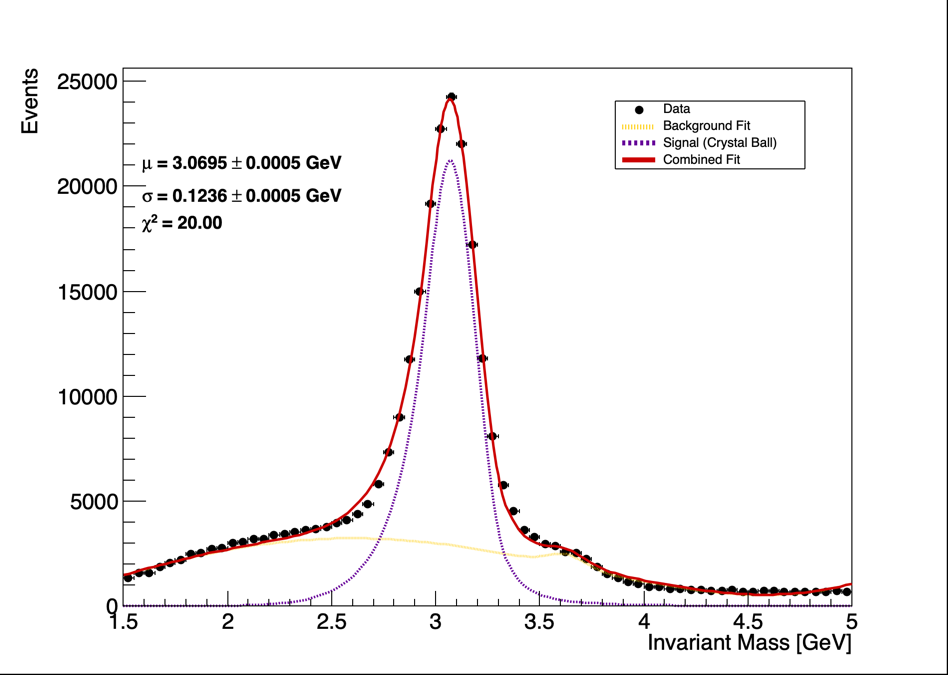 Events
25000
20000
15000
10000
5000
0
μ = 3.0695 ± 0.0005 GeV
σ = 0.1236 ± 0.0005 GeV
χ² = 20.00
Data
Background Fit
Signal (Crystal Ball)
Combined Fit
1.5 2 2.5 3 3.5 4 4.5 5
Invariant Mass [GeV]